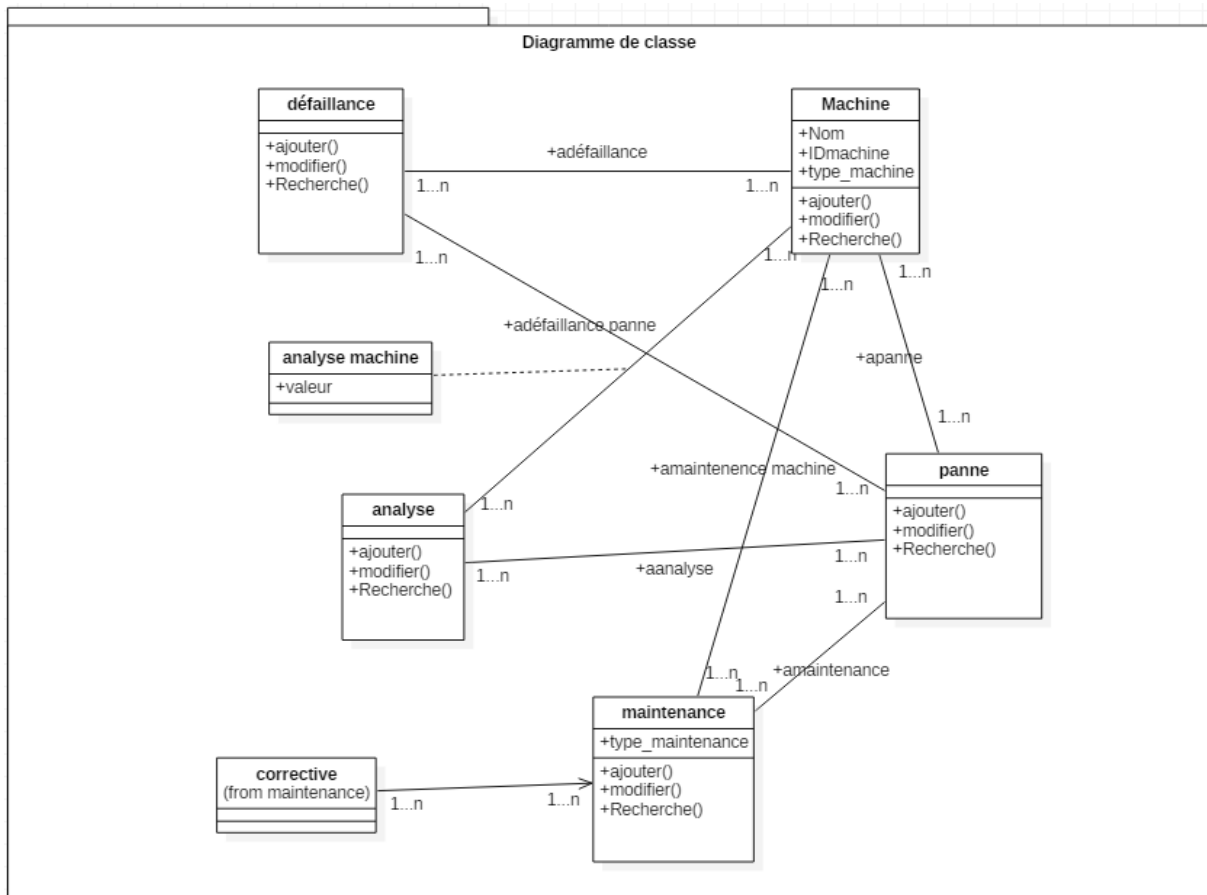 Diagramme de classe
défaillance
+ajouter()
+modifier()
+Recherche()
Machine
+Nom
+IDmachine
+type_machine
+ajouter()
+modifier()
+Recherche()
+adéfaillance
1...n
1...n
1...n
1...n
1...n
1...n
+adéfaillance panne
analyse machine
+valeur
+apanne
1...n
+amaintenence machine
1...n
panne
+ajouter()
+modifier()
+Recherche()
analyse
+ajouter()
+modifier()
+Recherche()
1...n
1...n
+aanalyse
1...n
1...n
1...n
1...n
+amaintenance
maintenance
+type_maintenance
+ajouter()
+modifier()
+Recherche()
corrective
(from maintenance)
1...n
1...n